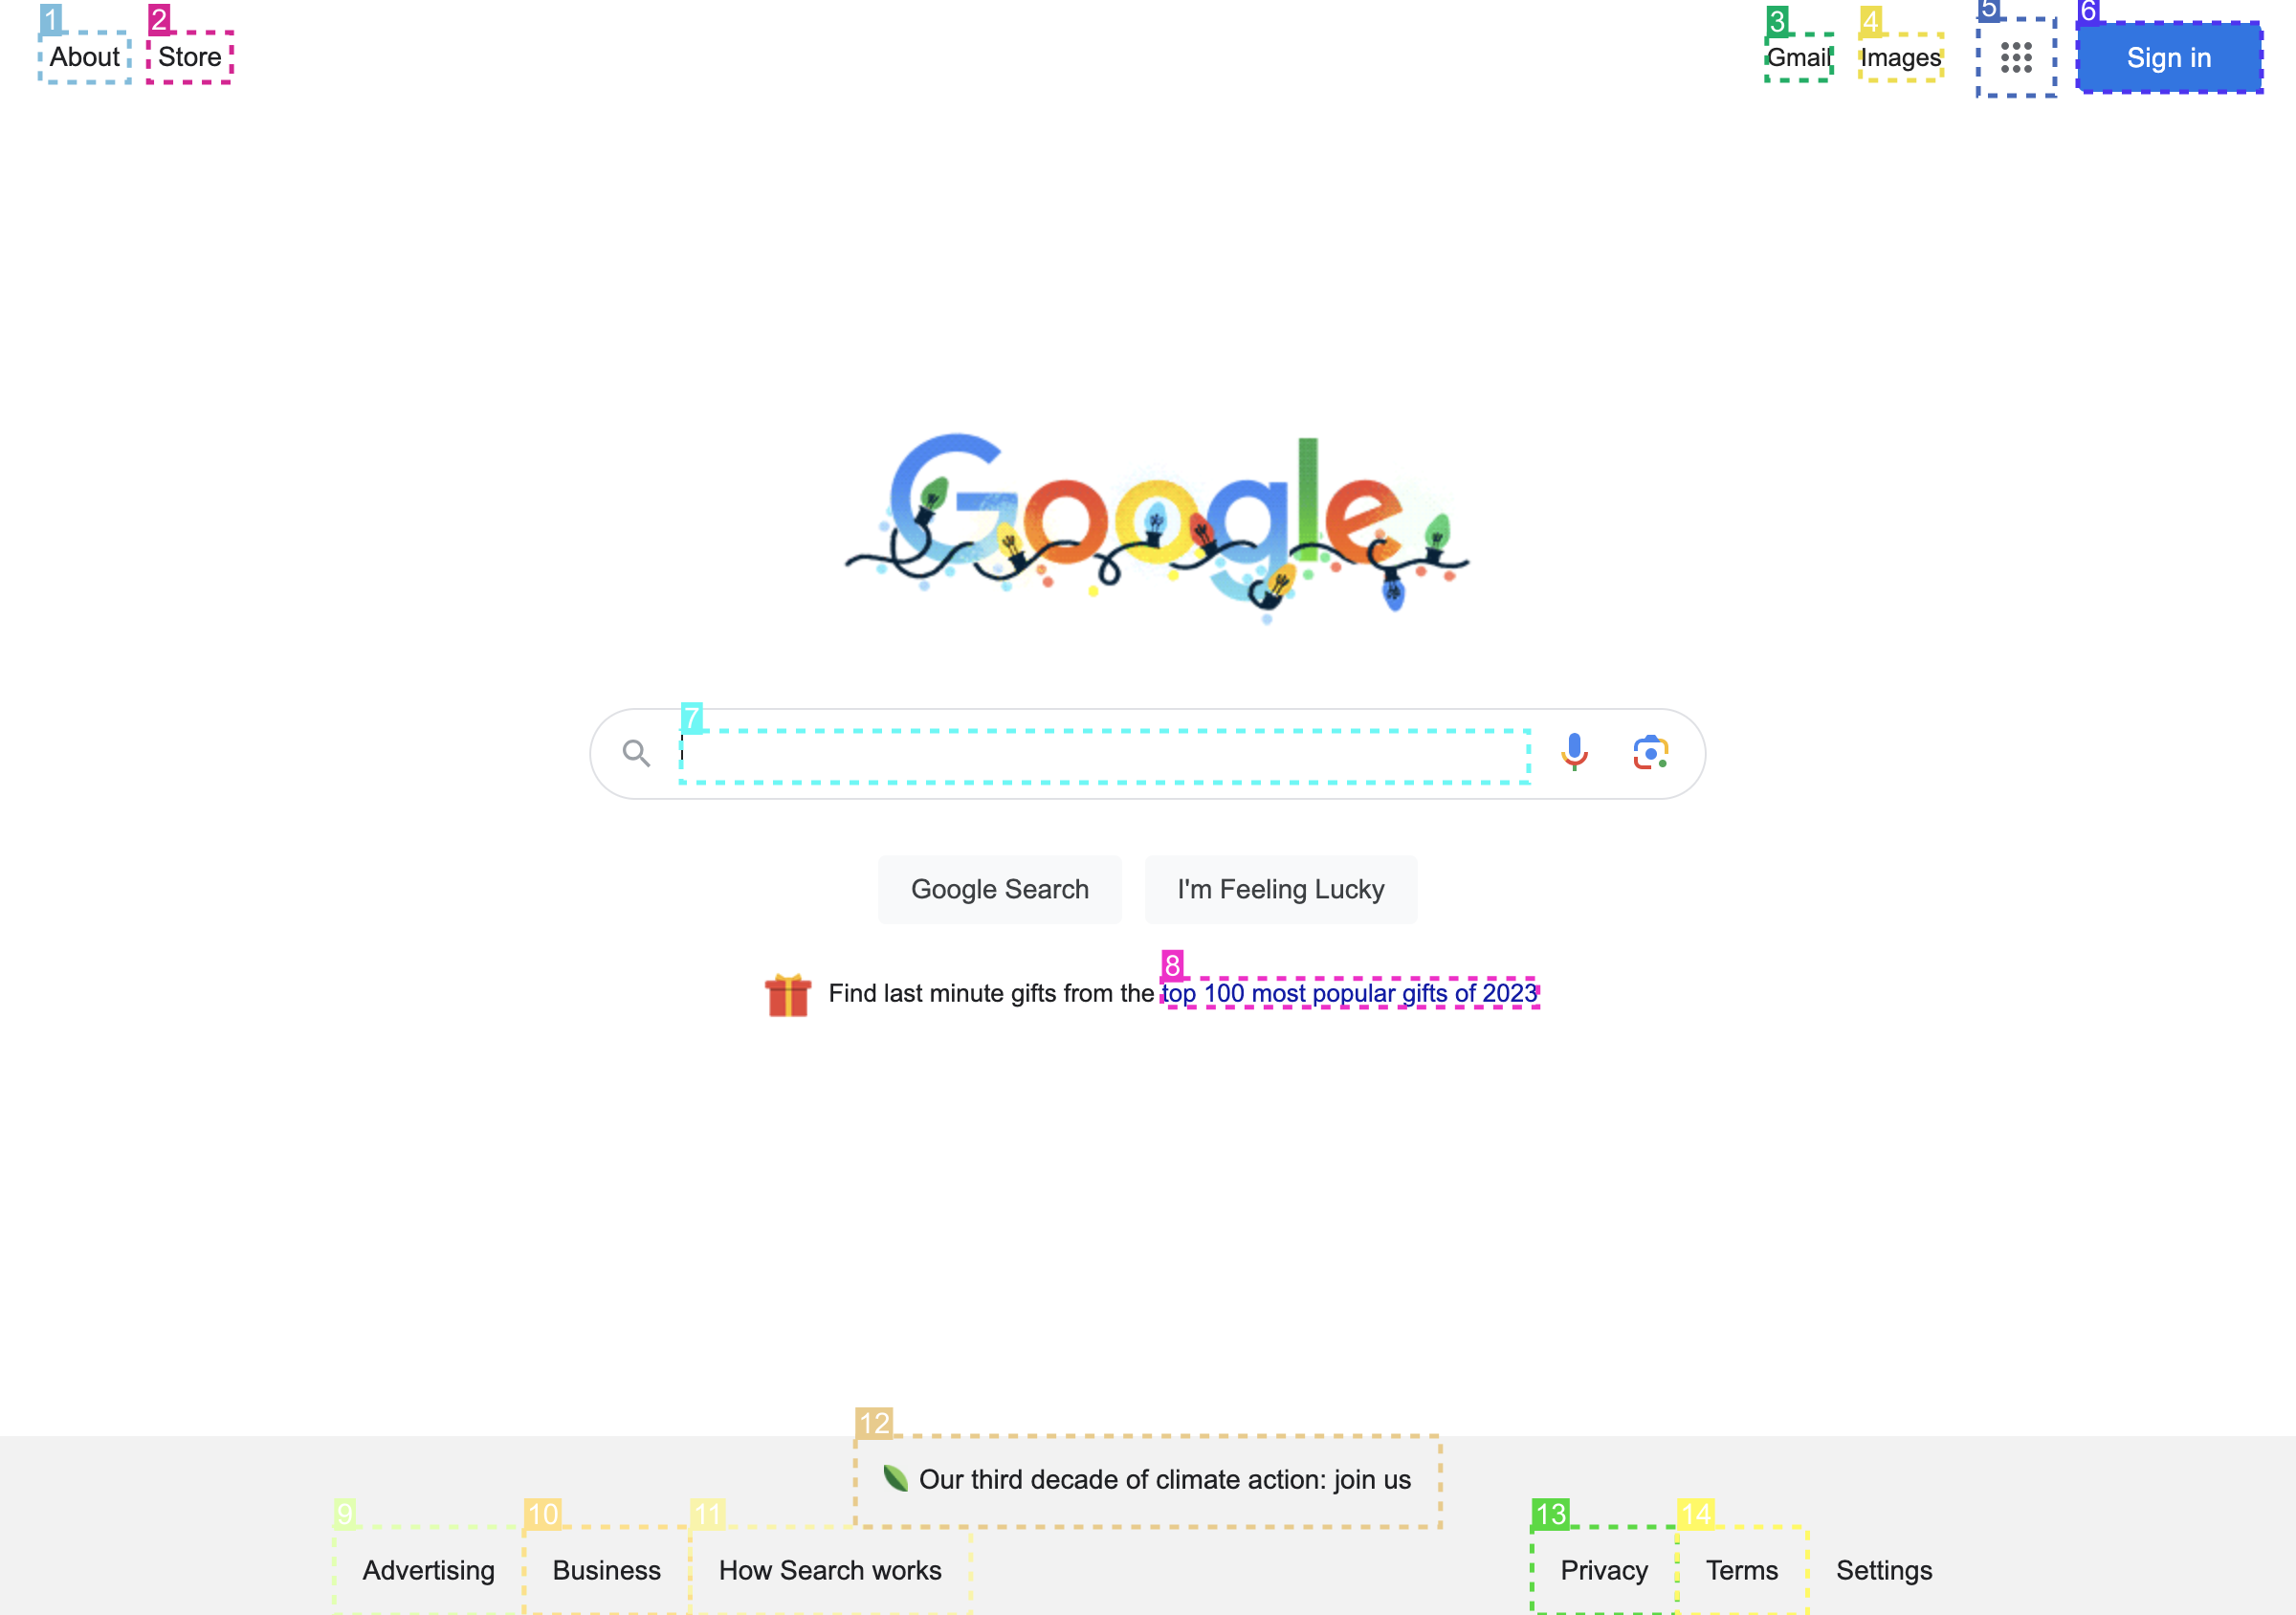 1 2 3 4 5 6
About Store Gmail Images Sign in
Google
7
Google Search I'm Feeling Lucky
8
Find last minute gifts from the top 100 most popular gifts of 2023
12
Our third decade of climate action: join us
9 10 11 13 14
Advertising Business How Search works Privacy Terms Settings